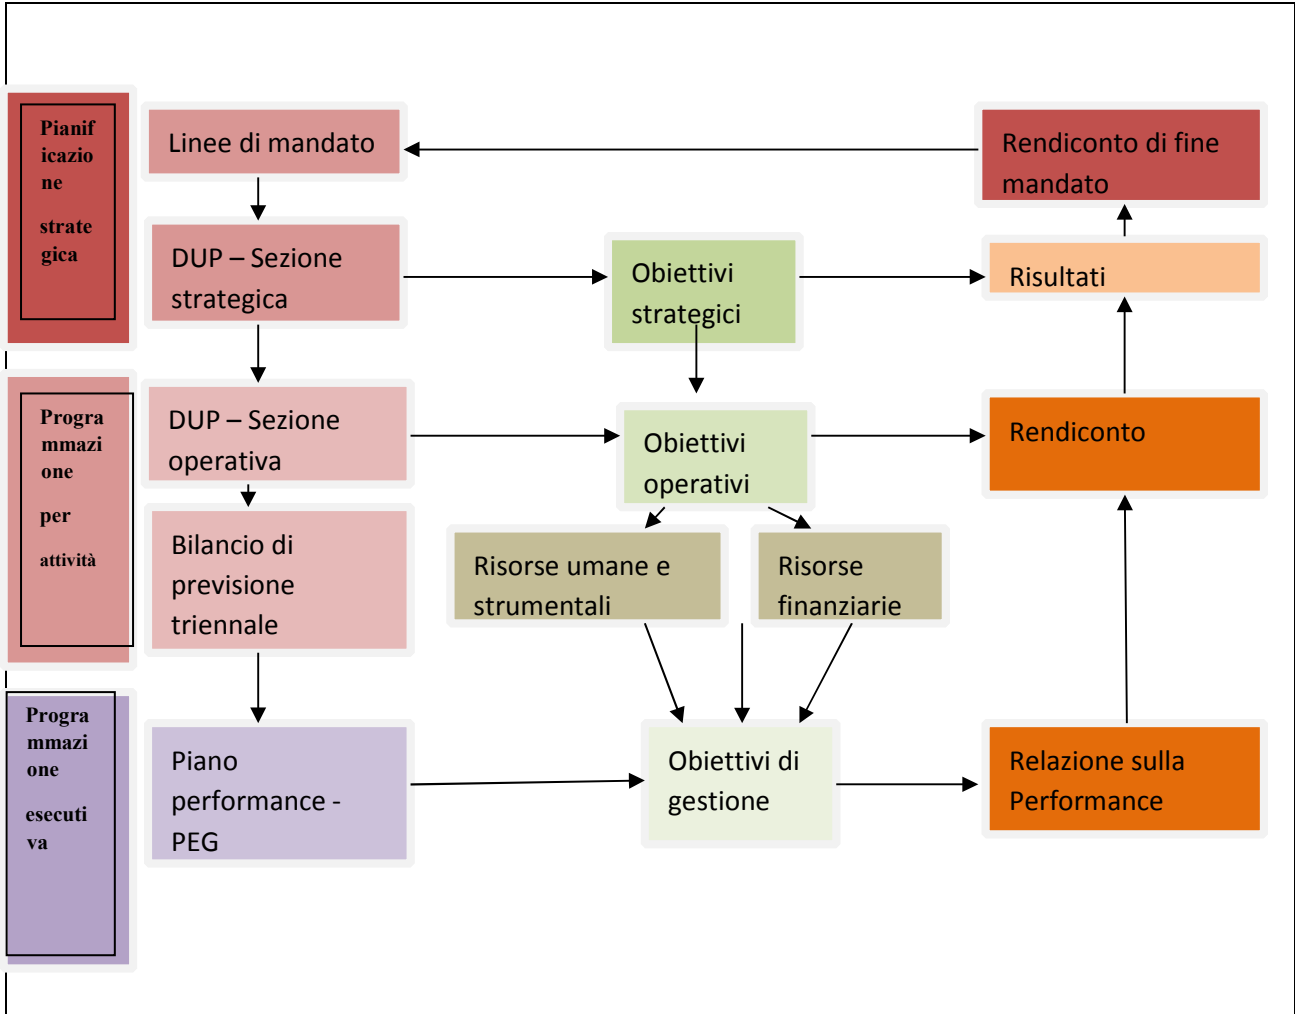 Pianif
icazio
ne
strate
gica
Linee di mandato
Rendiconto di fine
mandato
DUP – Sezione
strategica
Obiettivi
strategici
Risultati
Progra
mmazi
one
per
attività
DUP – Sezione
operativa
Obiettivi
operativi
Rendiconto
Bilancio di
previsione
triennale
Risorse umane e
strumentali
Risorse
finanziarie
Progra
mmazi
one
esecuti
va
Piano
performance -
PEG
Obiettivi di
gestione
Relazione sulla
Performance